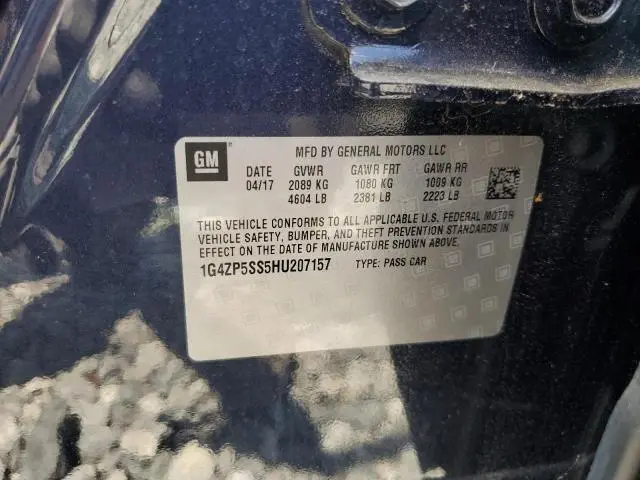 GM
MFD BY GENERAL MOTORS LLC
DATE GVWR GAWR FRT GAWR RR
04/17 2089 KG 1080 KG 1009 KG
4604 LB 2381 LB 2223 LB
THIS VEHICLE CONFORMS TO ALL APPLICABLE U.S. FEDERAL MOTOR
VEHICLE SAFETY, BUMPER, AND THEFT PREVENTION STANDARDS IN
EFFECT ON THE DATE OF MANUFACTURE SHOWN ABOVE.
1G4ZP5SS5HU207157 TYPE: PASS CAR